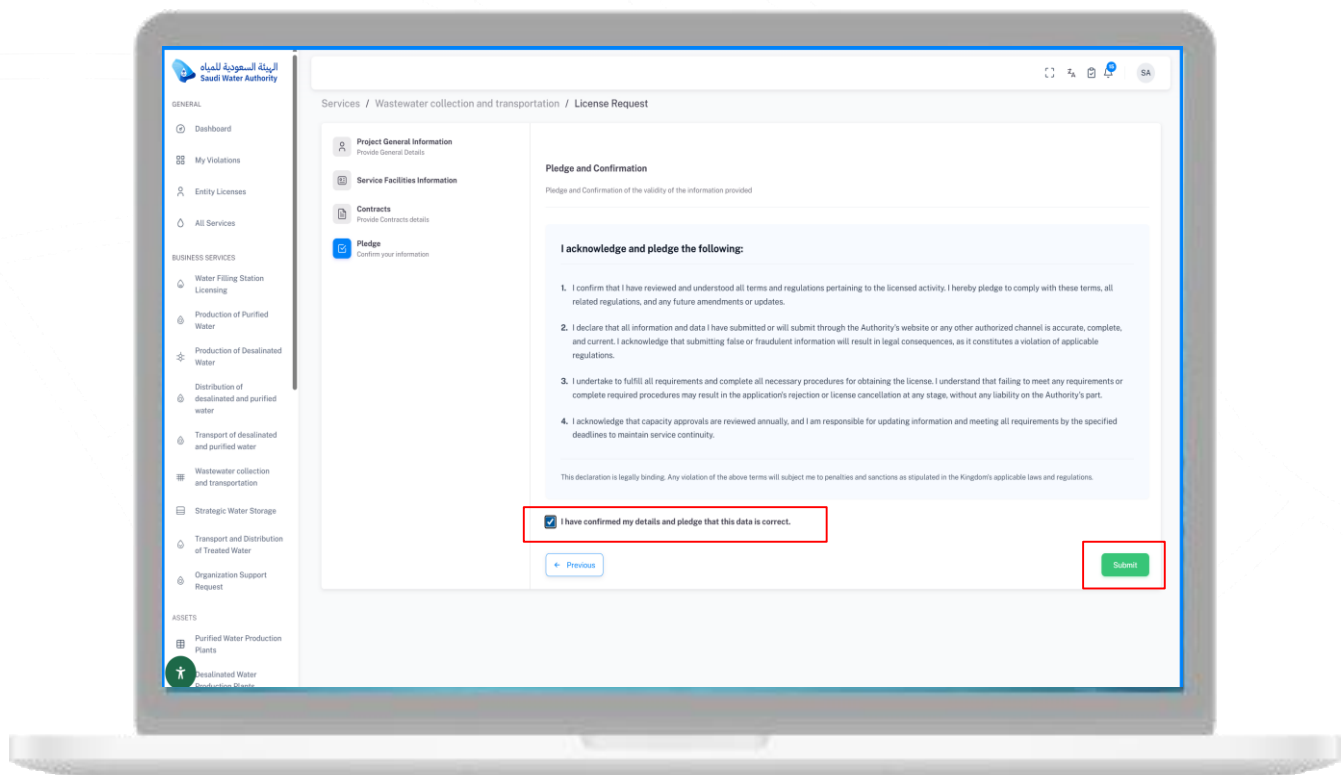 الهيئة السعودية للمياه
Saudi Water Authority
GENERAL
Dashboard
My Violations
Entity Licenses
All Services
BUSINESS SERVICES
Water Filling Station
Licensing
Production of Purified
Water
Production of Desalinated
Water
Distribution of
desalinated and purified
water
Transport of desalinated
and purified water
Wastewater collection
and transportation
Strategic Water Storage
Transport and Distribution
of Treated Water
Organization Support
Request
ASSETS
Purified Water Production
Plants
Desalinated Water
Production Plants
SA
Services / Wastewater collection and transportation / License Request
Project General Information
Provide General Details
Service Facilities Information
Contracts
Provide Contracts details
Pledge
Confirm your information
Pledge and Confirmation
Pledge and Confirmation of the validity of the information provided
I acknowledge and pledge the following:
1. I confirm that I have reviewed and understood all terms and regulations pertaining to the licensed activity. I hereby pledge to comply with these terms, all
related regulations, and any future amendments or updates.
2. I declare that all information and data I have submitted or will submit through the Authority's website or any other authorized channel is accurate, complete,
and current. I acknowledge that submitting false or fraudulent information will result in legal consequences, as it constitutes a violation of applicable
regulations.
3. I undertake to fulfill all requirements and complete all necessary procedures for obtaining the license. I understand that failing to meet any requirements or
complete required procedures may result in the application's rejection or license cancellation at any stage, without any liability on the Authority's part.
4. I acknowledge that capacity approvals are reviewed annually, and I am responsible for updating information and meeting all requirements by the specified
deadlines to maintain service continuity.
This declaration is legally binding. Any violation of the above terms will subject me to penalties and sanctions as stipulated in the Kingdom's applicable laws and regulations.
I have confirmed my details and pledge that this data is correct.
← Previous
Submit